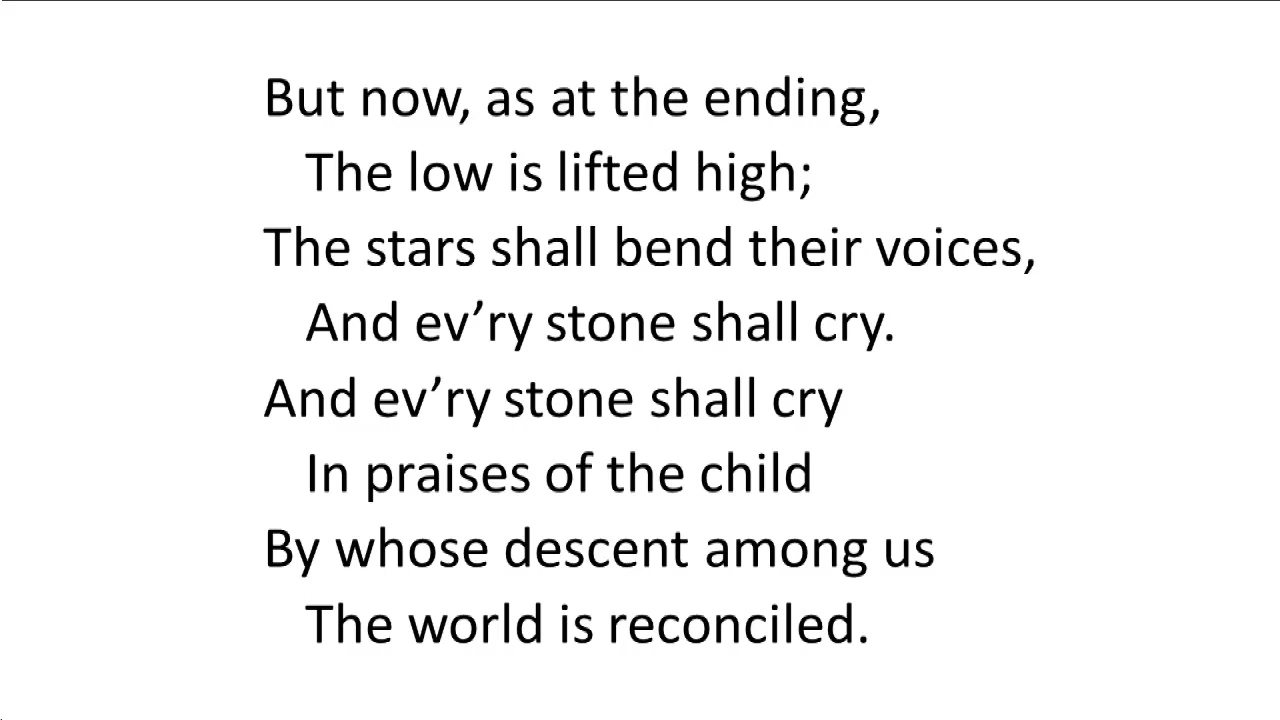 But now, as at the ending,
The low is lifted high;
The stars shall bend their voices,
And ev’ry stone shall cry.
And ev’ry stone shall cry
In praises of the child
By whose descent among us
The world is reconciled.